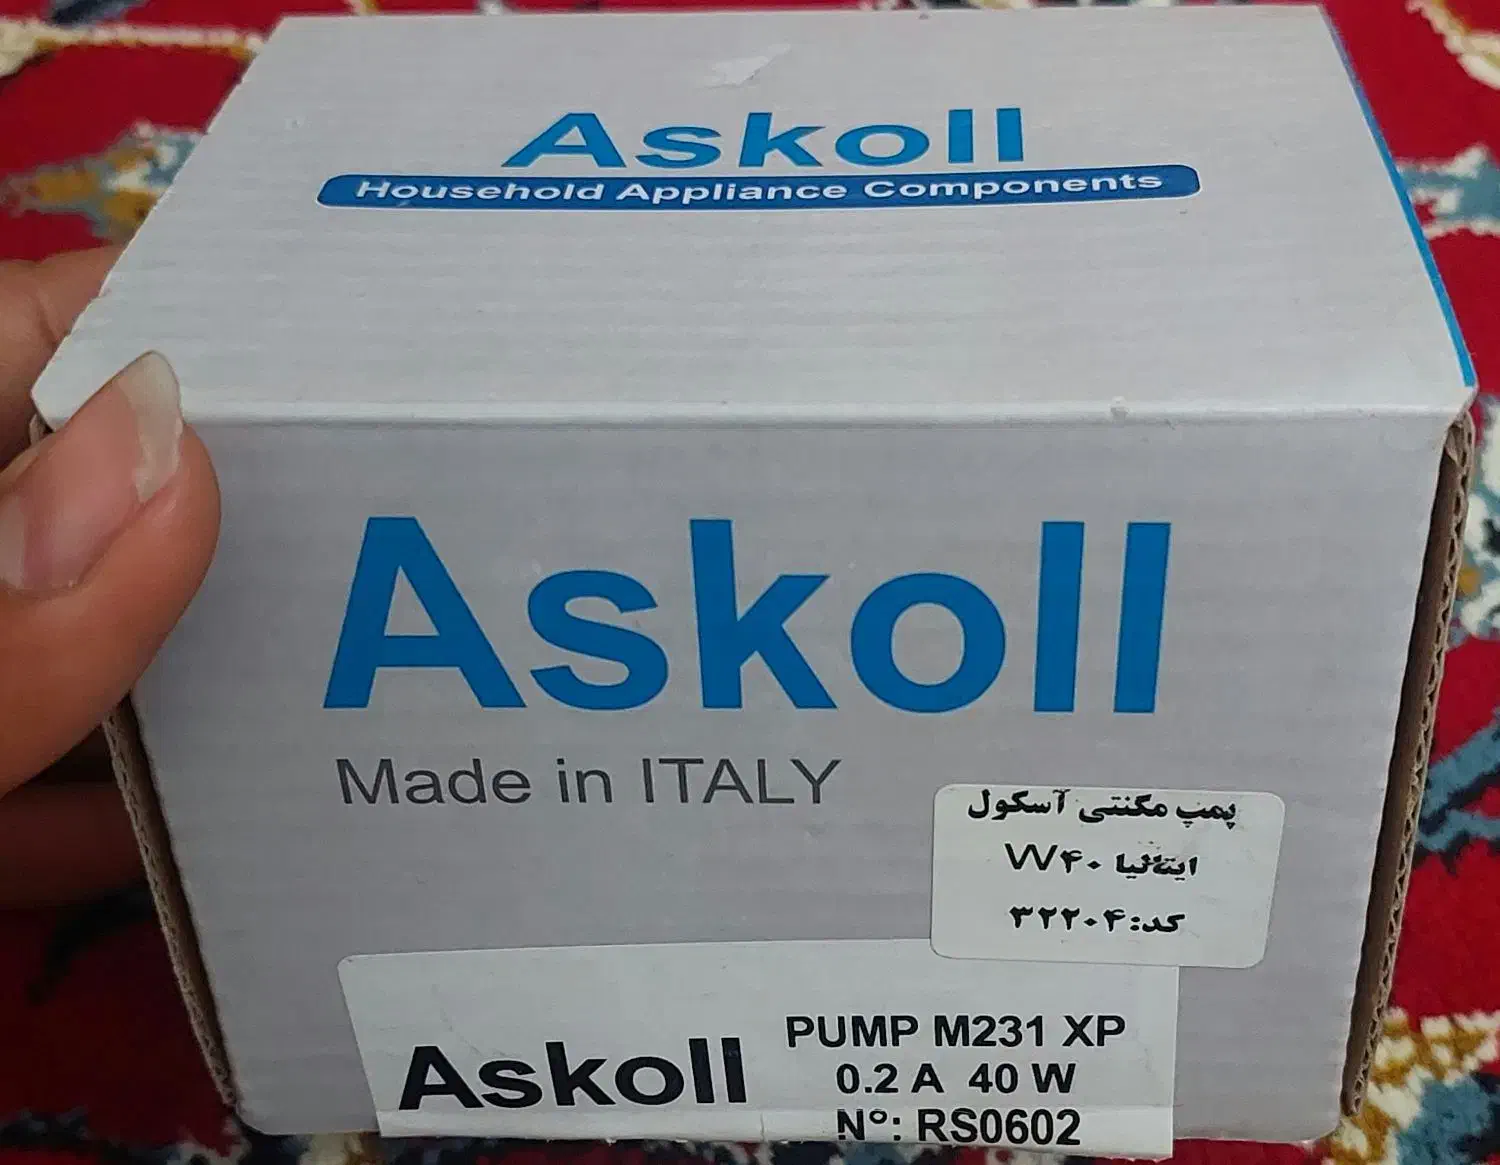 Askoll
Household Appliance Components
Askoll
Made in ITALY
پمپ مگنتی آسکول
ایتالیا W۴۰
کد:۳۲۲۰۴
Askoll
PUMP M231 XP
0.2 A 40 W
Nº: RS0602